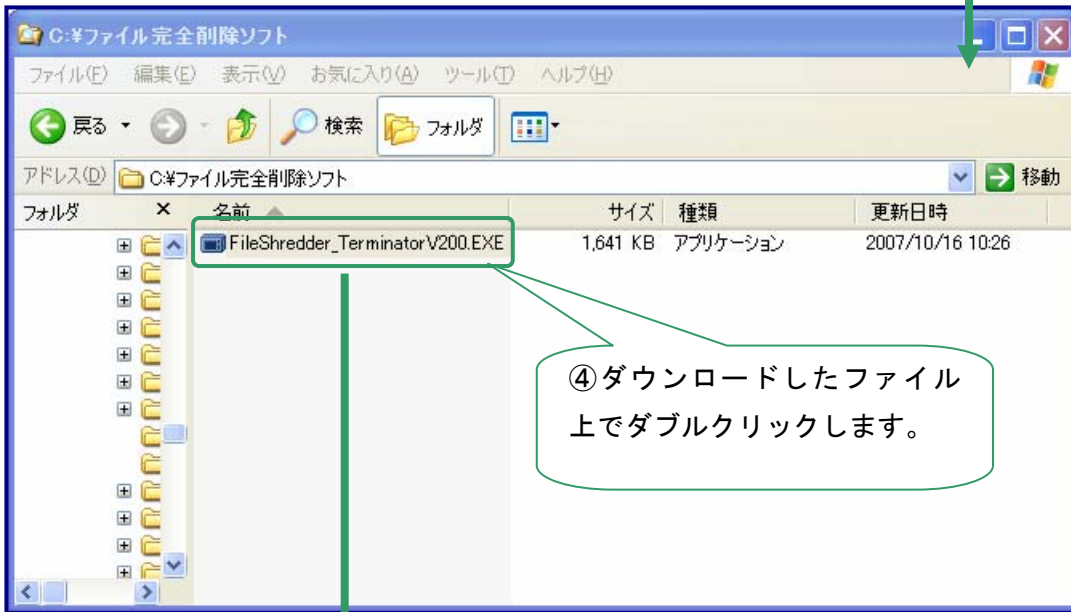 C:¥ファイル完全削除ソフト
ファイル(F) 編集(E) 表示(V) お気に入り(A) ツール(T) ヘルプ(H)
戻る 検索 フォルダ
アドレス(D) C:¥ファイル完全削除ソフト 移動
フォルダ × 名前 サイズ 種類 更新日時
FileShredder_TerminatorV200.EXE 1,641 KB アプリケーション 2007/10/16 10:26
④ダウンロードしたファイル
上でダブルクリックします。